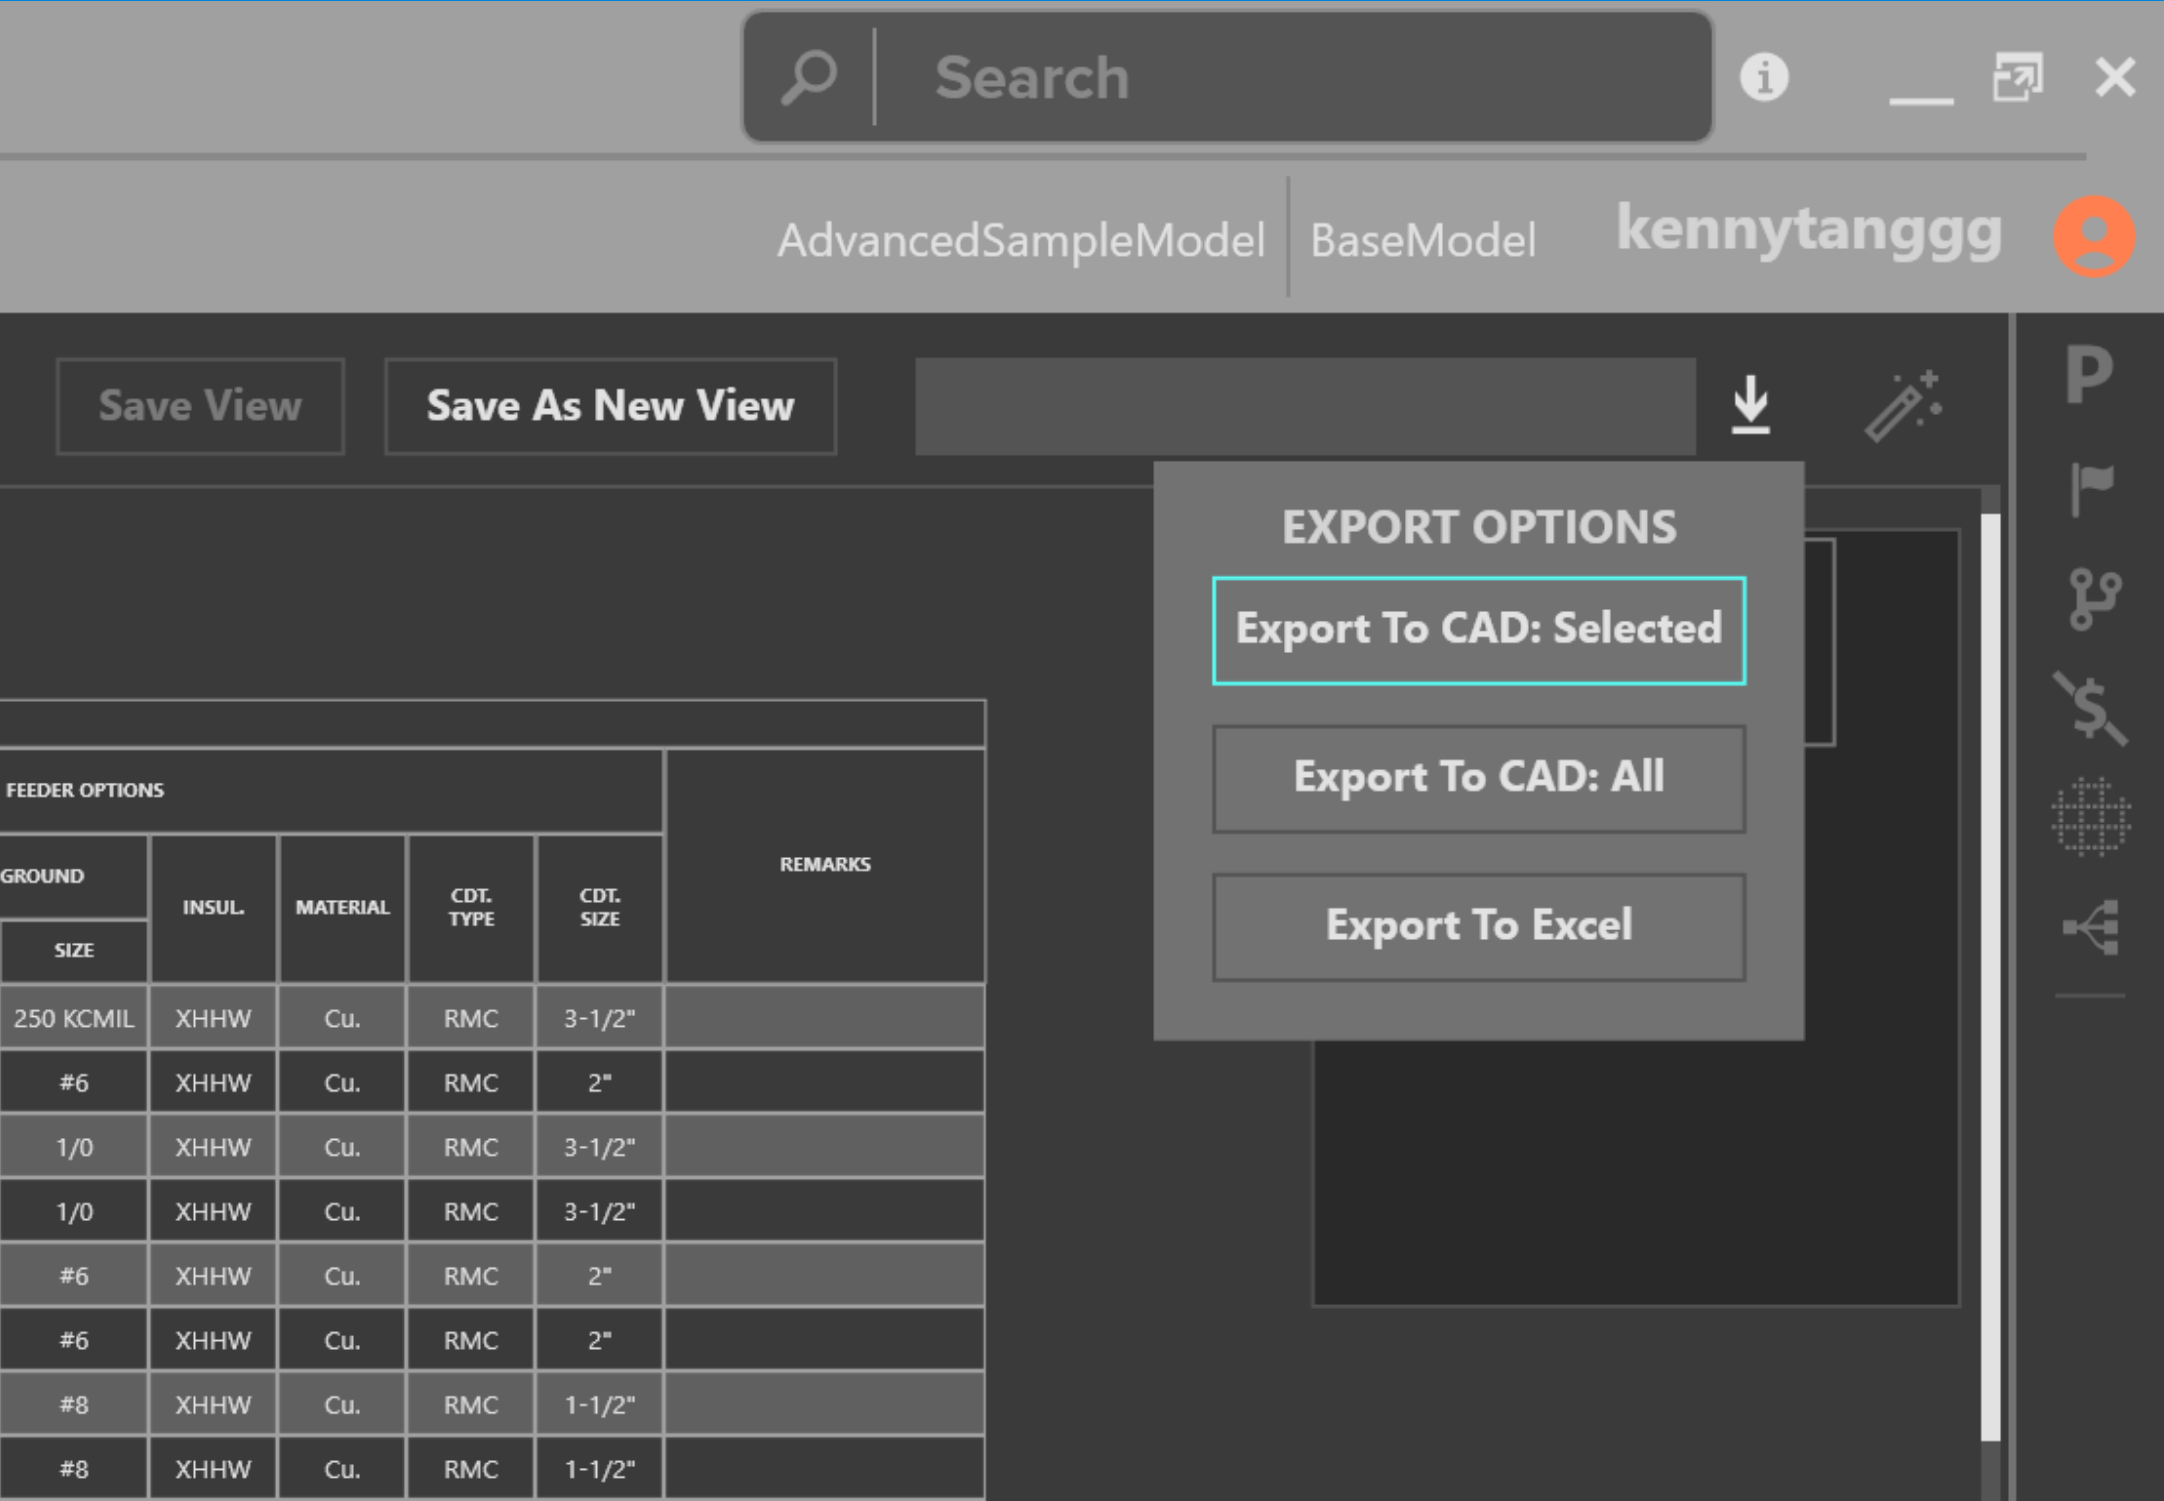 Search
AdvancedSampleModel BaseModel kennytanggg
Save View Save As New View
P
EXPORT OPTIONS
Export To CAD: Selected
Export To CAD: All
Export To Excel
FEEDER OPTIONS REMARKS
GROUND INSUL. MATERIAL CDT. TYPE CDT. SIZE
SIZE
250 KCMIL XHHW Cu. RMC 3-1/2"
#6 XHHW Cu. RMC 2"
1/0 XHHW Cu. RMC 3-1/2"
1/0 XHHW Cu. RMC 3-1/2"
#6 XHHW Cu. RMC 2"
#6 XHHW Cu. RMC 2"
#8 XHHW Cu. RMC 1-1/2"
#8 XHHW Cu. RMC 1-1/2"